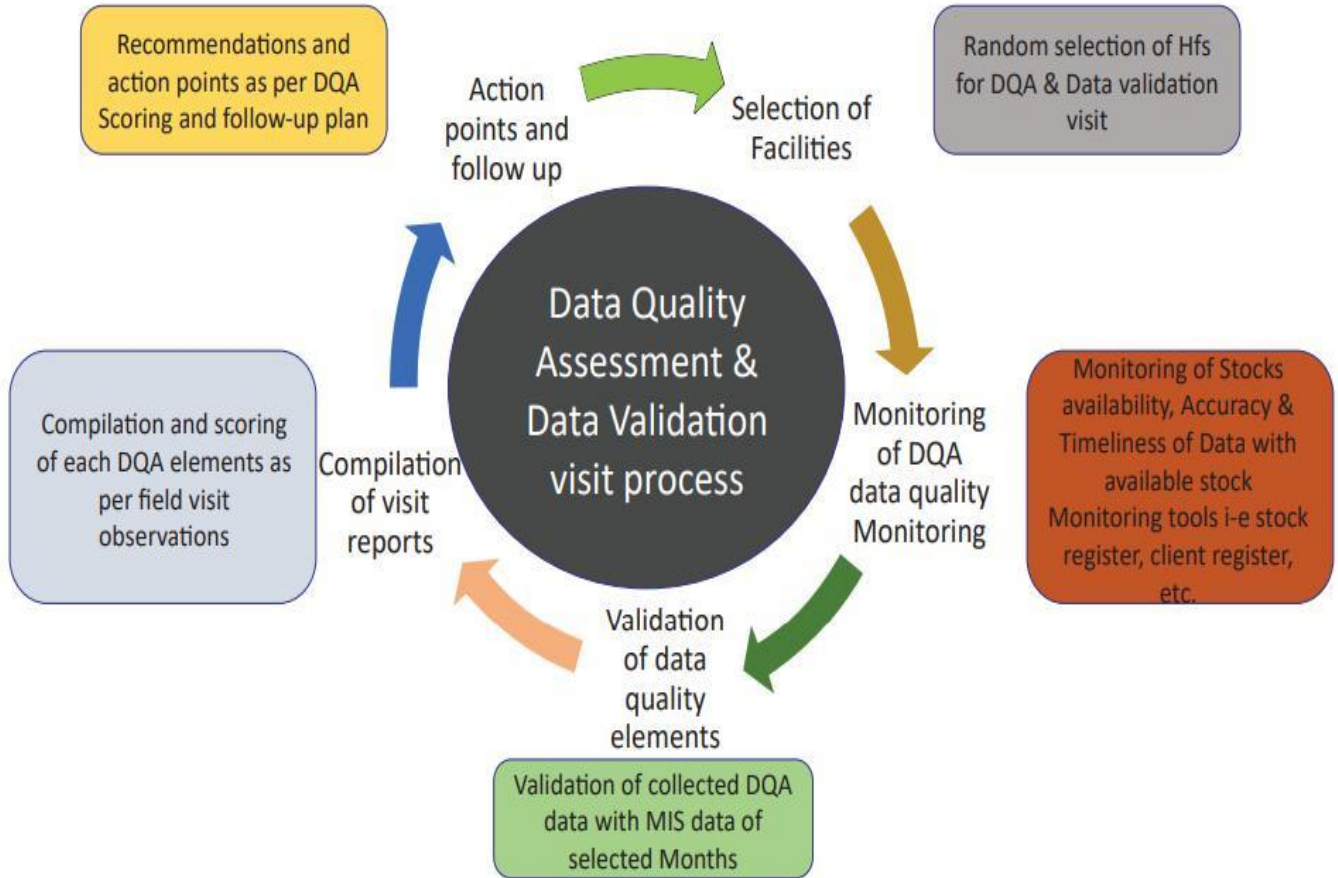 Recommendations and
action points as per DQA
Scoring and follow-up plan
Action
points and
follow up
Selection of
Facilities
Random selection of Hfs
for DQA & Data validation
visit
Data Quality
Assessment &
Data Validation
visit process
Monitoring
of DQA
data quality
Monitoring
Monitoring of Stocks
availability, Accuracy &
Timeliness of Data with
available stock
Monitoring tools i-e stock
register, client register,
etc.
Validation
of data
quality
elements
Validation of collected DQA
data with MIS data of
selected Months
Compilation
of visit
reports
Compilation and scoring
of each DQA elements as
per field visit
observations